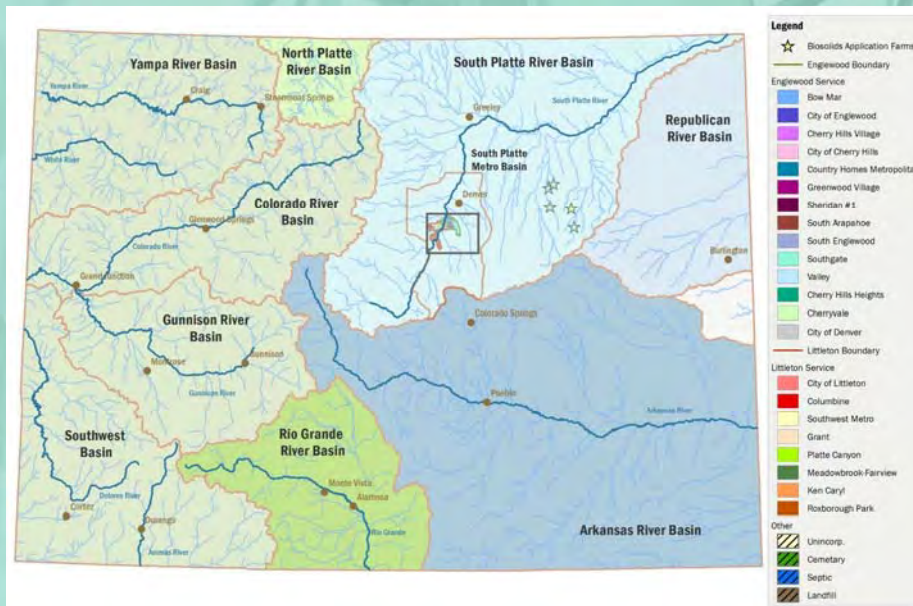 Yampa River Basin
North Platte
River Basin
South Platte River Basin
Republican
River Basin
Yampa River
Craig
Steamboat Springs
White River
Greeley
South Platte River
South Platte
Metro Basin
Denver
Colorado River
Basin
Glenwood Springs
Colorado River
Grand Junction
Burlington
Gunnison River
Basin
Montrose
Gunnison
Gunnison River
Colorado Springs
Pueblo
Arkansas River
Southwest
Basin
Dolores River
Cortez
Durango
Animas River
Rio Grande
River Basin
Monte Vista
Alamosa
Rio Grande
Arkansas River Basin
Legend
Biosolids Application Farms
Englewood Boundary
Englewood Service
Bow Mar
City of Englewood
Cherry Hills Village
City of Cherry Hills
Country Homes Metropolita
Greenwood Village
Sheridan #1
South Arapahoe
South Englewood
Southgate
Valley
Cherry Hills Heights
Cherryvale
City of Denver
Littleton Boundary
Littleton Service
City of Littleton
Columbine
Southwest Metro
Grant
Platte Canyon
Meadowbrook-Fairview
Ken Caryl
Roxborough Park
Other
Unincorp.
Cemetary
Septic
Landfill